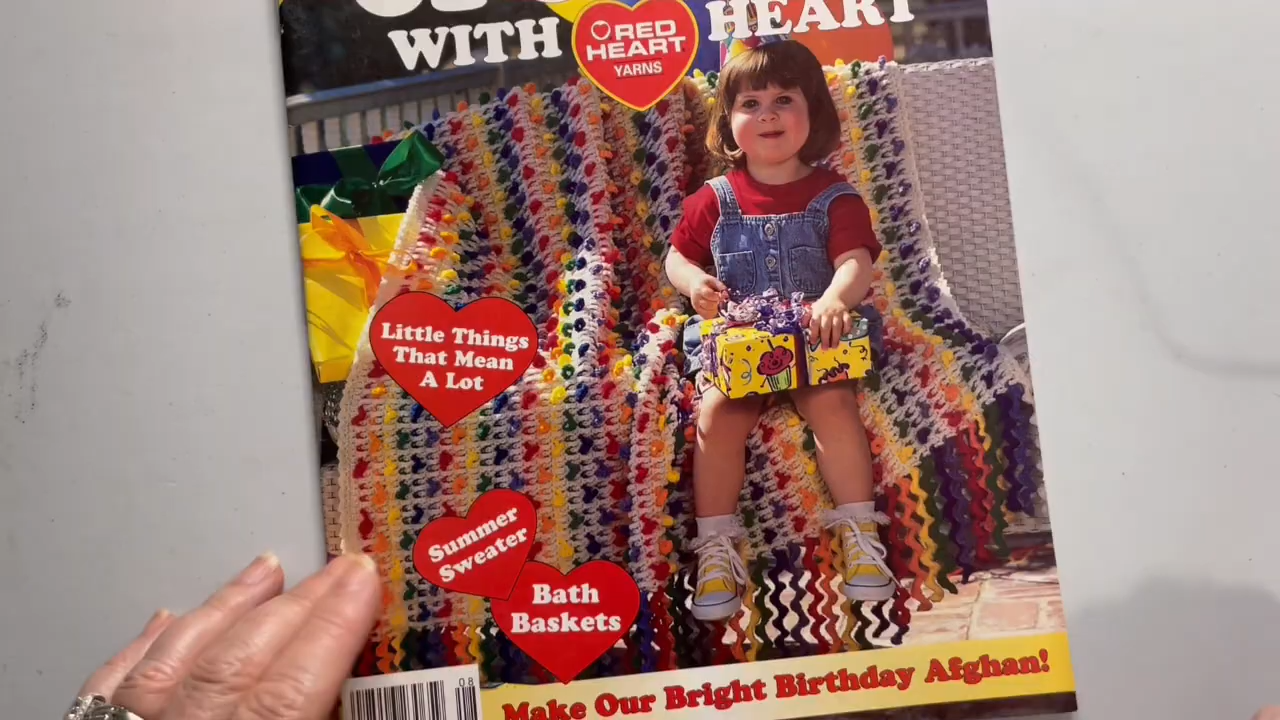 WITH
RED
HEART
YARNS
HEART
Little Things
That Mean
A Lot
Summer
Sweater
Bath
Baskets
08
Make Our Bright Birthday Afghan!